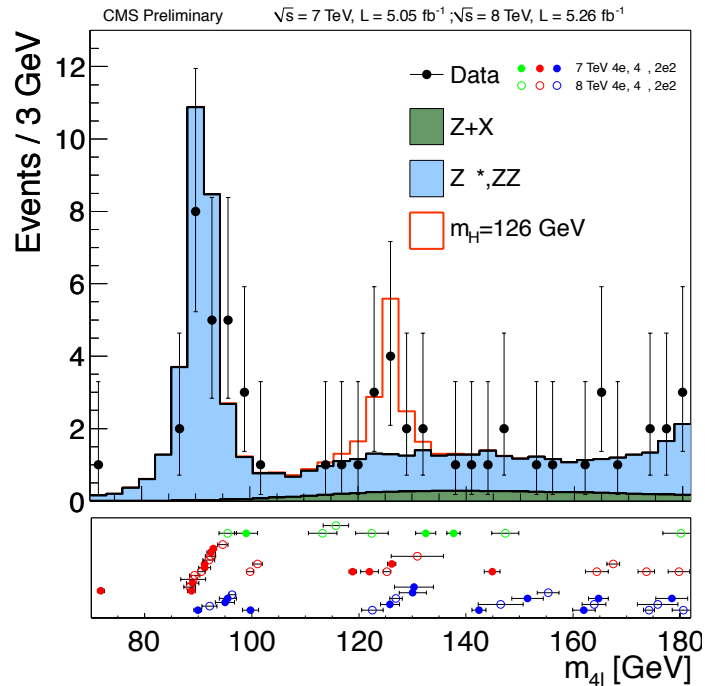 CMS Preliminary √s = 7 TeV, L = 5.05 fb⁻¹ ;√s = 8 TeV, L = 5.26 fb⁻¹
Events / 3 GeV
12
10
8
6
4
2
0
Data
7 TeV 4e, 4 , 2e2
8 TeV 4e, 4 , 2e2
Z+X
Z *,ZZ
m_H=126 GeV
80 100 120 140 160 180
m_4l [GeV]